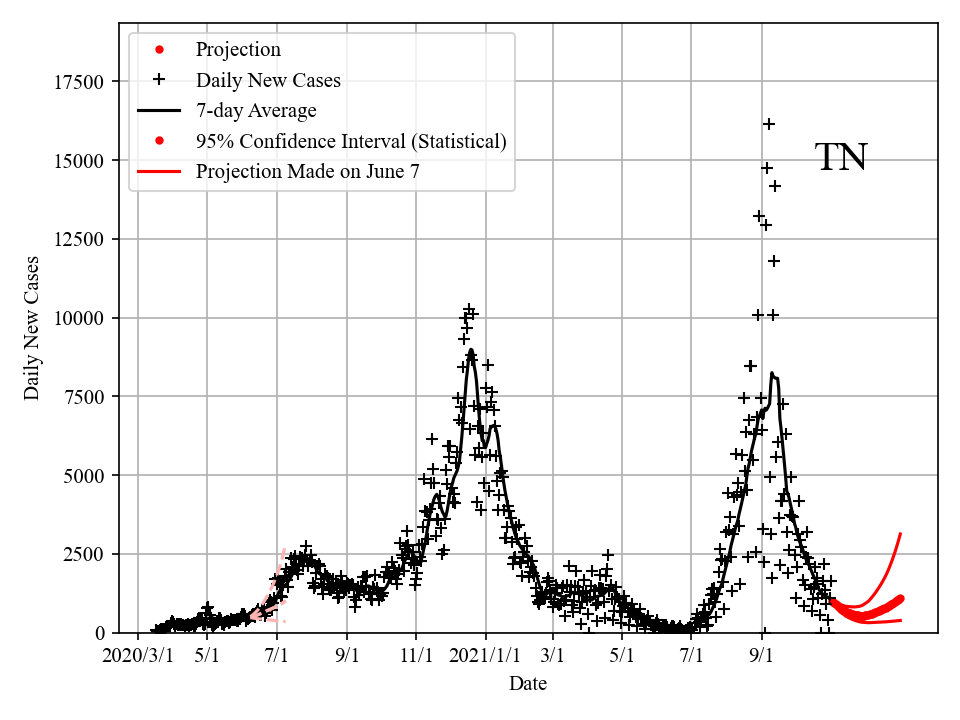 Projection
Daily New Cases
7-day Average
95% Confidence Interval (Statistical)
Projection Made on June 7
TN
17500
15000
12500
10000
7500
5000
2500
0
Daily New Cases
2020/3/1 5/1 7/1 9/1 11/1 2021/1/1 3/1 5/1 7/1 9/1
Date